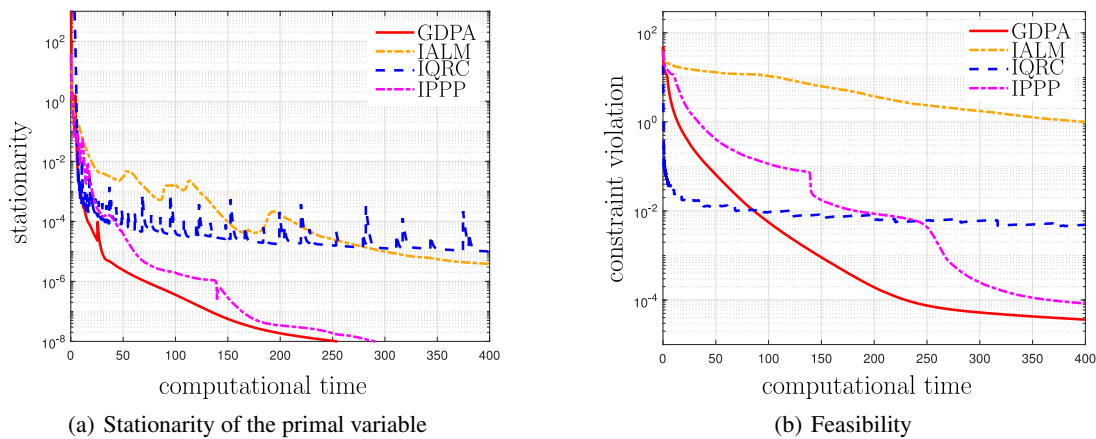 GDPA
IALM
IQRC
IPPP
10^2
10^0
10^-2
10^-4
10^-6
10^-8
stationarity
0 50 100 150 200 250 300 350 400
computational time
(a) Stationarity of the primal variable
GDPA
IALM
IQRC
IPPP
10^2
10^0
10^-2
10^-4
constraint violation
0 50 100 150 200 250 300 350 400
computational time
(b) Feasibility